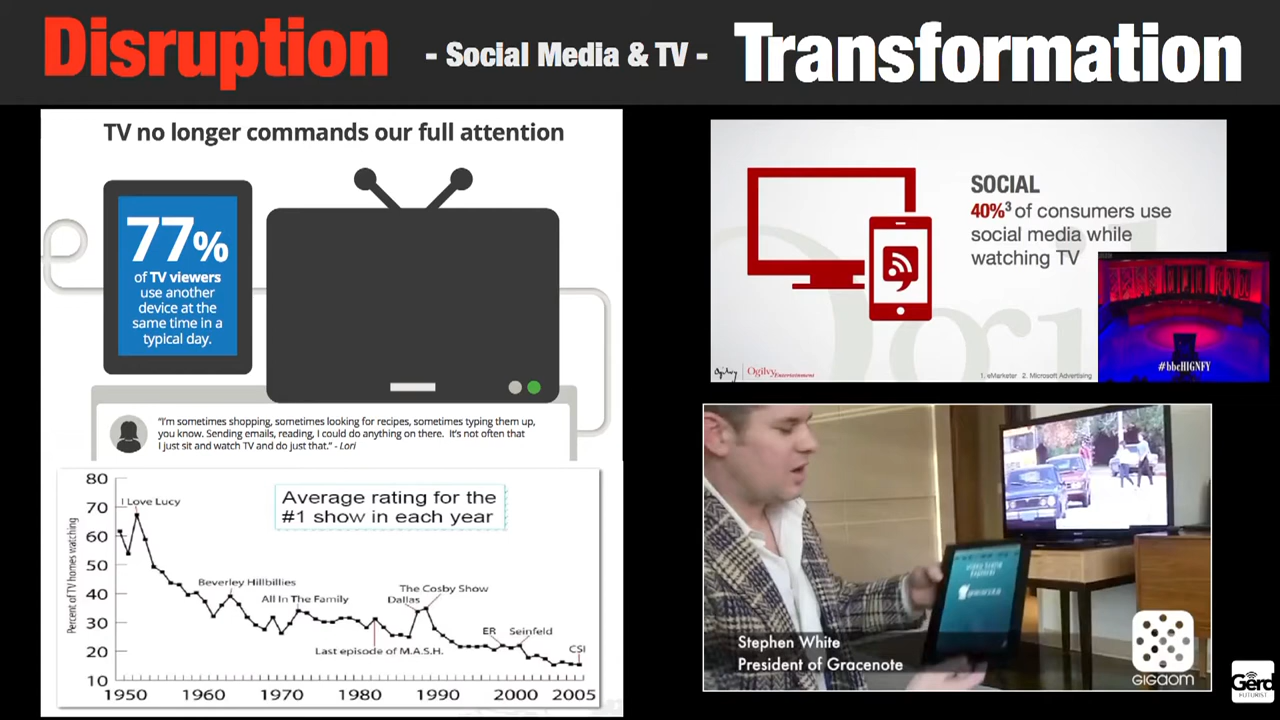 Disruption
- Social Media & TV -
Transformation
TV no longer commands our full attention
77%
of TV viewers
use another
device at the
same time in a
typical day.
"I'm sometimes shopping, sometimes looking for recipes, sometimes typing them up,
you know. Sending emails, reading, I could do anything on there. It's not often that
I just sit and watch TV and do just that." - Lori
Average rating for the
#1 show in each year
Percent of TV homes watching
80
70
60
50
40
30
20
10
I Love Lucy
Beverley Hillbillies
All In The Family
Last episode of M.A.S.H.
Dallas
The Cosby Show
ER
Seinfeld
CSI
1950
1960
1970
1980
1990
2000
2005
SOCIAL
40%³ of consumers use
social media while
watching TV
Ogilvy
Ogilvy Entertainment
1. eMarketer 2. Microsoft Advertising
#bbcHIGNFY
Stephen White
President of Gracenote
GIGAOM
Gerd
FUTURIST